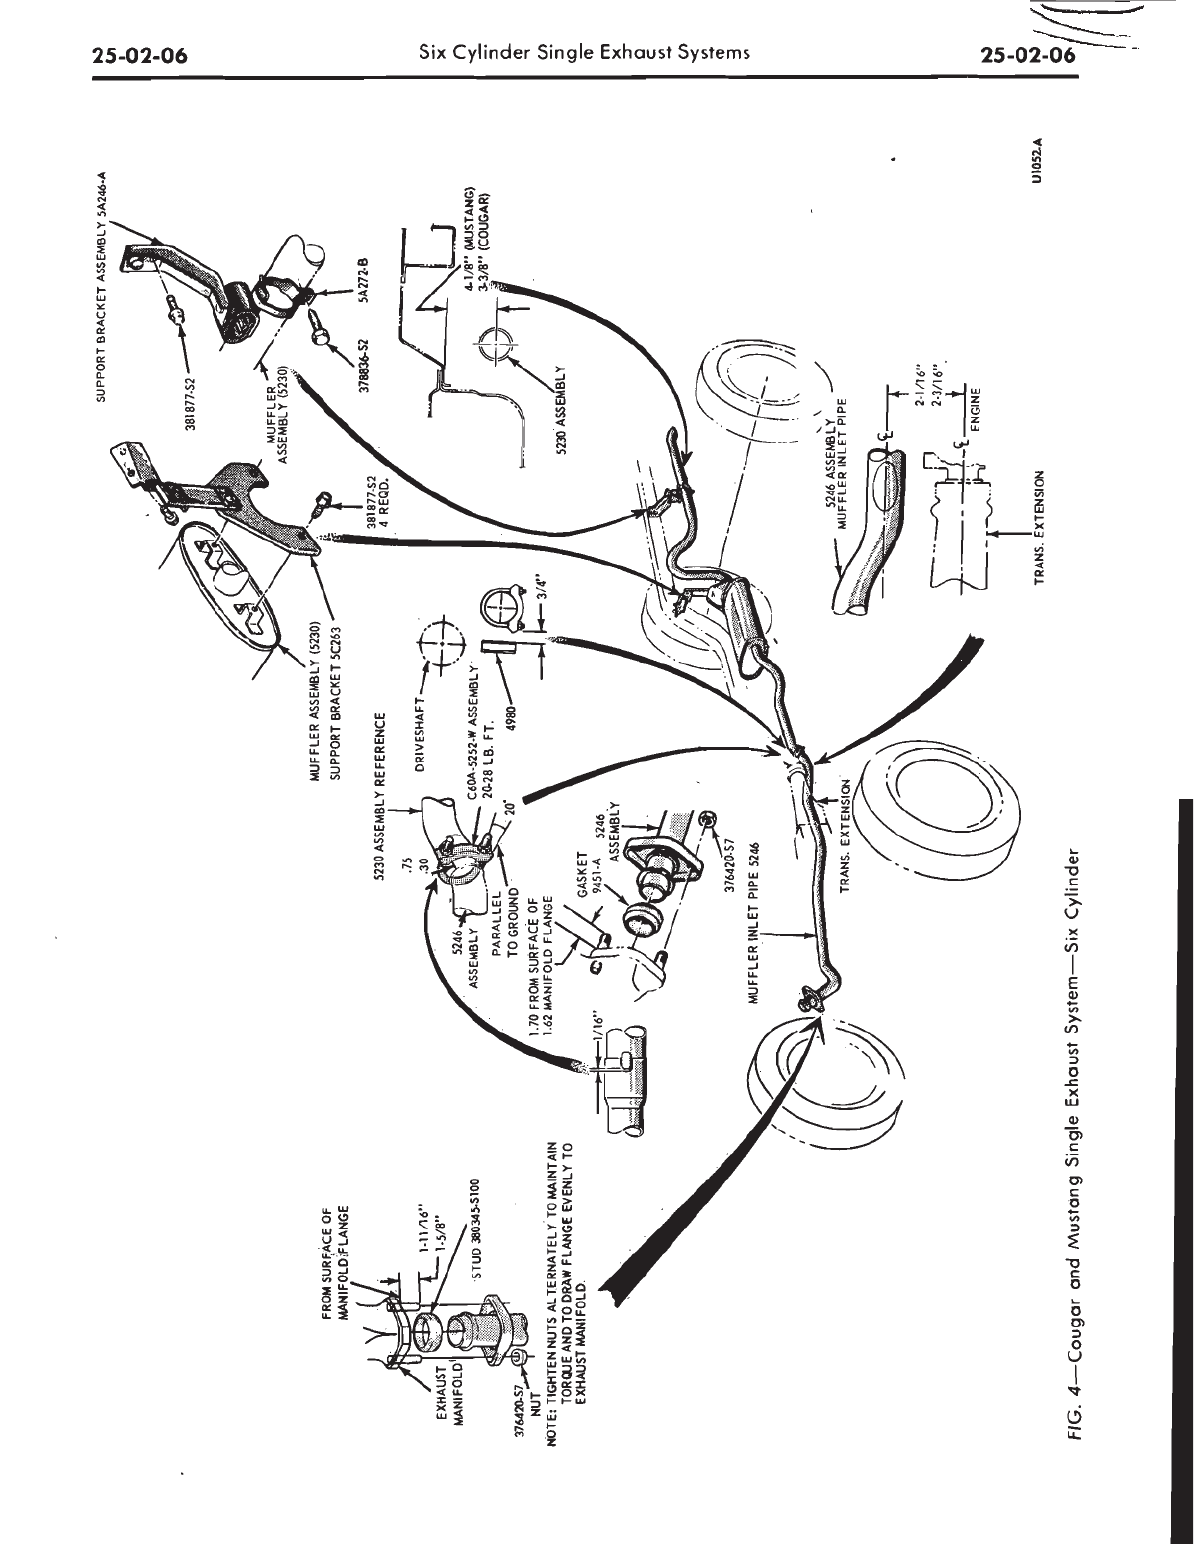 25-02-06
Six Cylinder Single Exhaust Systems
25-02-06
SUPPORT BRACKET ASSEMBLY 5A246-A
381877-S2
MUFFLER
ASSEMBLY (5230)
378836-S2
5A272-B
4-1/8" (MUSTANG)
3-3/8" (COUGAR)
5230 ASSEMBLY
381877-S2
4 REQD.
MUFFLER ASSEMBLY (5230)
SUPPORT BRACKET 5C263
5246 ASSEMBLY
MUFFLER INLET PIPE
2-1/16"
2-3/16"
ENGINE
TRANS. EXTENSION
U1052-A
DRIVESHAFT
3/4"
4980
5230 ASSEMBLY REFERENCE
C6OA-5252-W ASSEMBLY
20-28 LB. FT.
.75
.30
20°
5246
ASSEMBLY
PARALLEL
TO GROUND
1.70 FROM SURFACE OF
1.62 MANIFOLD FLANGE
GASKET
9451-A
5246
ASSEMBLY
376420-S7
MUFFLER INLET PIPE 5246
TRANS. EXTENSION
1/16"
FROM SURFACE OF
MANIFOLD FLANGE
1-11/16"
1-5/8"
STUD 380345-S100
EXHAUST
MANIFOLD
376420-S7
NUT
NOTE: TIGHTEN NUTS ALTERNATELY TO MAINTAIN
TORQUE AND TO DRAW FLANGE EVENLY TO
EXHAUST MANIFOLD.
FIG. 4—Cougar and Mustang Single Exhaust System—Six Cylinder